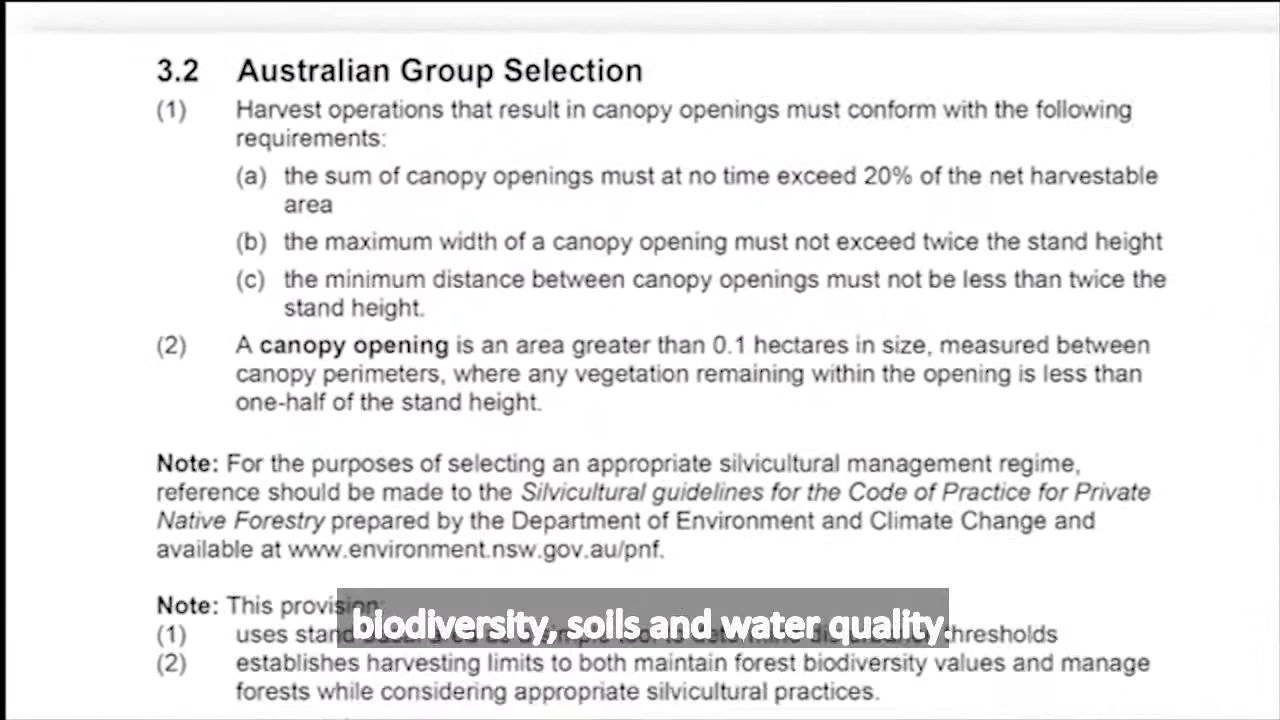 3.2 Australian Group Selection
(1) Harvest operations that result in canopy openings must conform with the following
requirements:
(a) the sum of canopy openings must at no time exceed 20% of the net harvestable
area
(b) the maximum width of a canopy opening must not exceed twice the stand height
(c) the minimum distance between canopy openings must not be less than twice the
stand height.
(2) A canopy opening is an area greater than 0.1 hectares in size, measured between
canopy perimeters, where any vegetation remaining within the opening is less than
one-half of the stand height.
Note: For the purposes of selecting an appropriate silvicultural management regime,
reference should be made to the Silvicultural guidelines for the Code of Practice for Private
Native Forestry prepared by the Department of Environment and Climate Change and
available at www.environment.nsw.gov.au/pnf.
Note: This provision:
biodiversity, soils and water quality.
(1) uses stand thresholds
(2) establishes harvesting limits to both maintain forest biodiversity values and manage
forests while considering appropriate silvicultural practices.